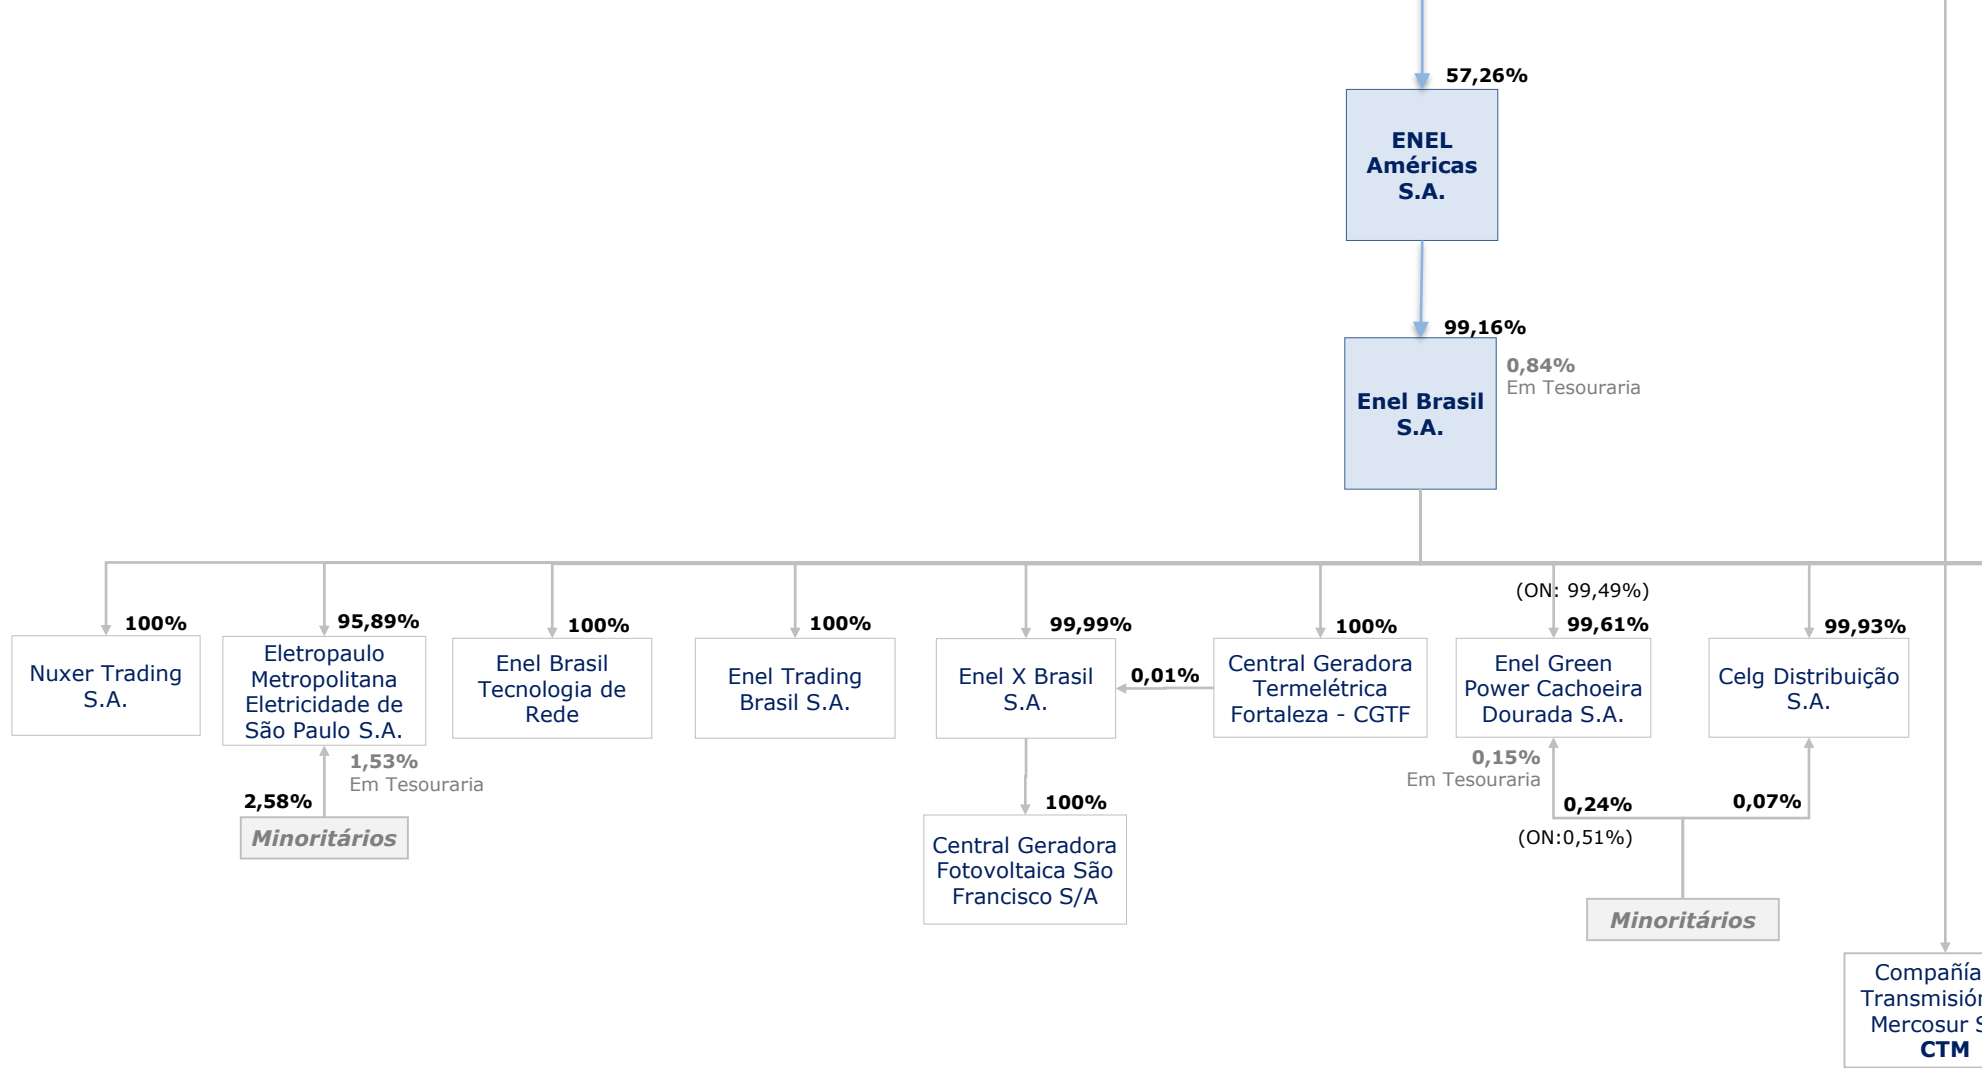 57,26%
ENEL
Américas
S.A.
99,16%
0,84%
Em Tesouraria
Enel Brasil
S.A.
100%
Nuxer Trading
S.A.
95,89%
Eletropaulo
Metropolitana
Eletricidade de
São Paulo S.A.
1,53%
Em Tesouraria
2,58%
Minoritários
100%
Enel Brasil
Tecnologia de
Rede
100%
Enel Trading
Brasil S.A.
99,99%
Enel X Brasil
S.A.
0,01%
100%
Central Geradora
Fotovoltaica São
Francisco S/A
100%
Central Geradora
Termelétrica
Fortaleza - CGTF
(ON: 99,49%)
99,61%
Enel Green
Power Cachoeira
Dourada S.A.
0,15%
Em Tesouraria
0,24%
(ON:0,51%)
99,93%
Celg Distribuição
S.A.
0,07%
Minoritários
Compañía
Transmisión
Mercosur S
CTM